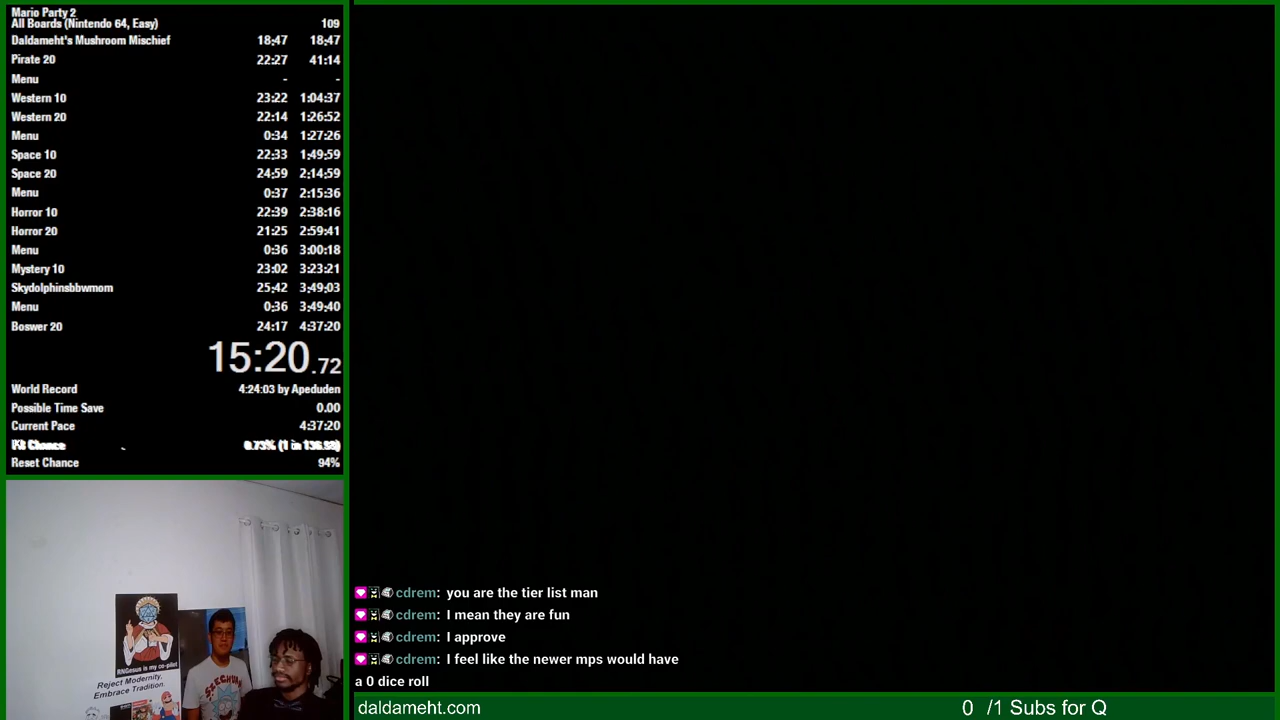 Mario Party 2
All Boards (Nintendo 64, Easy) 109
Daldameht's Mushroom Mischief 18:47 18:47
Pirate 20 22:27 41:14
Menu - -
Western 10 23:22 1:04:37
Western 20 22:14 1:26:52
Menu 0:34 1:27:26
Space 10 22:33 1:49:59
Space 20 24:59 2:14:59
Menu 0:37 2:15:36
Horror 10 22:39 2:38:16
Horror 20 21:25 2:59:41
Menu 0:36 3:00:18
Mystery 10 23:02 3:23:21
Skydolphinsbbwmom 25:42 3:49:03
Menu 0:36 3:49:40
Boswer 20 24:17 4:37:20
15:20.72
World Record 4:24:03 by Apeduden
Possible Time Save 0.00
Current Pace 4:37:20
Chance
Reset Chance 94%
RNGesus is my co-pilot
Reject Modernity,
Embrace Tradition.
cdrem: you are the tier list man
cdrem: I mean they are fun
cdrem: I approve
cdrem: I feel like the newer mps would have
a 0 dice roll
daldameht.com 0 /1 Subs for Q